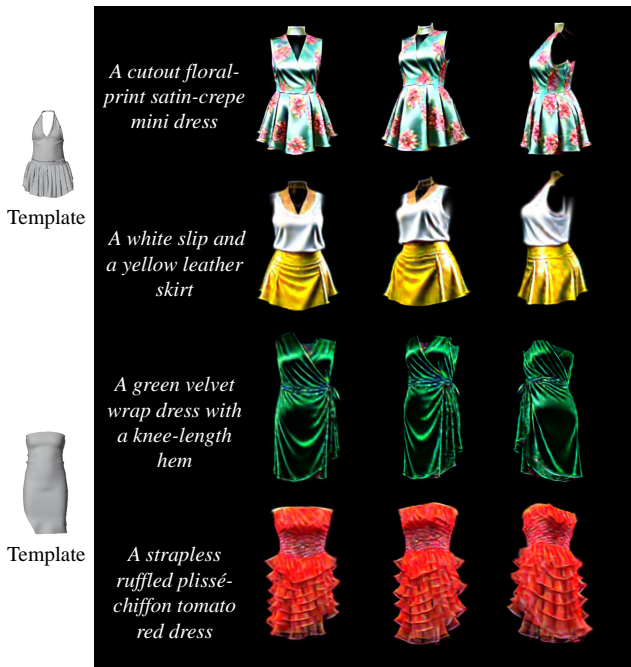 A cutout floral-
print satin-crepe
mini dress
Template
A white slip and
a yellow leather
skirt
A green velvet
wrap dress with
a knee-length
hem
Template
A strapless
ruffled plissé-
chiffon tomato
red dress